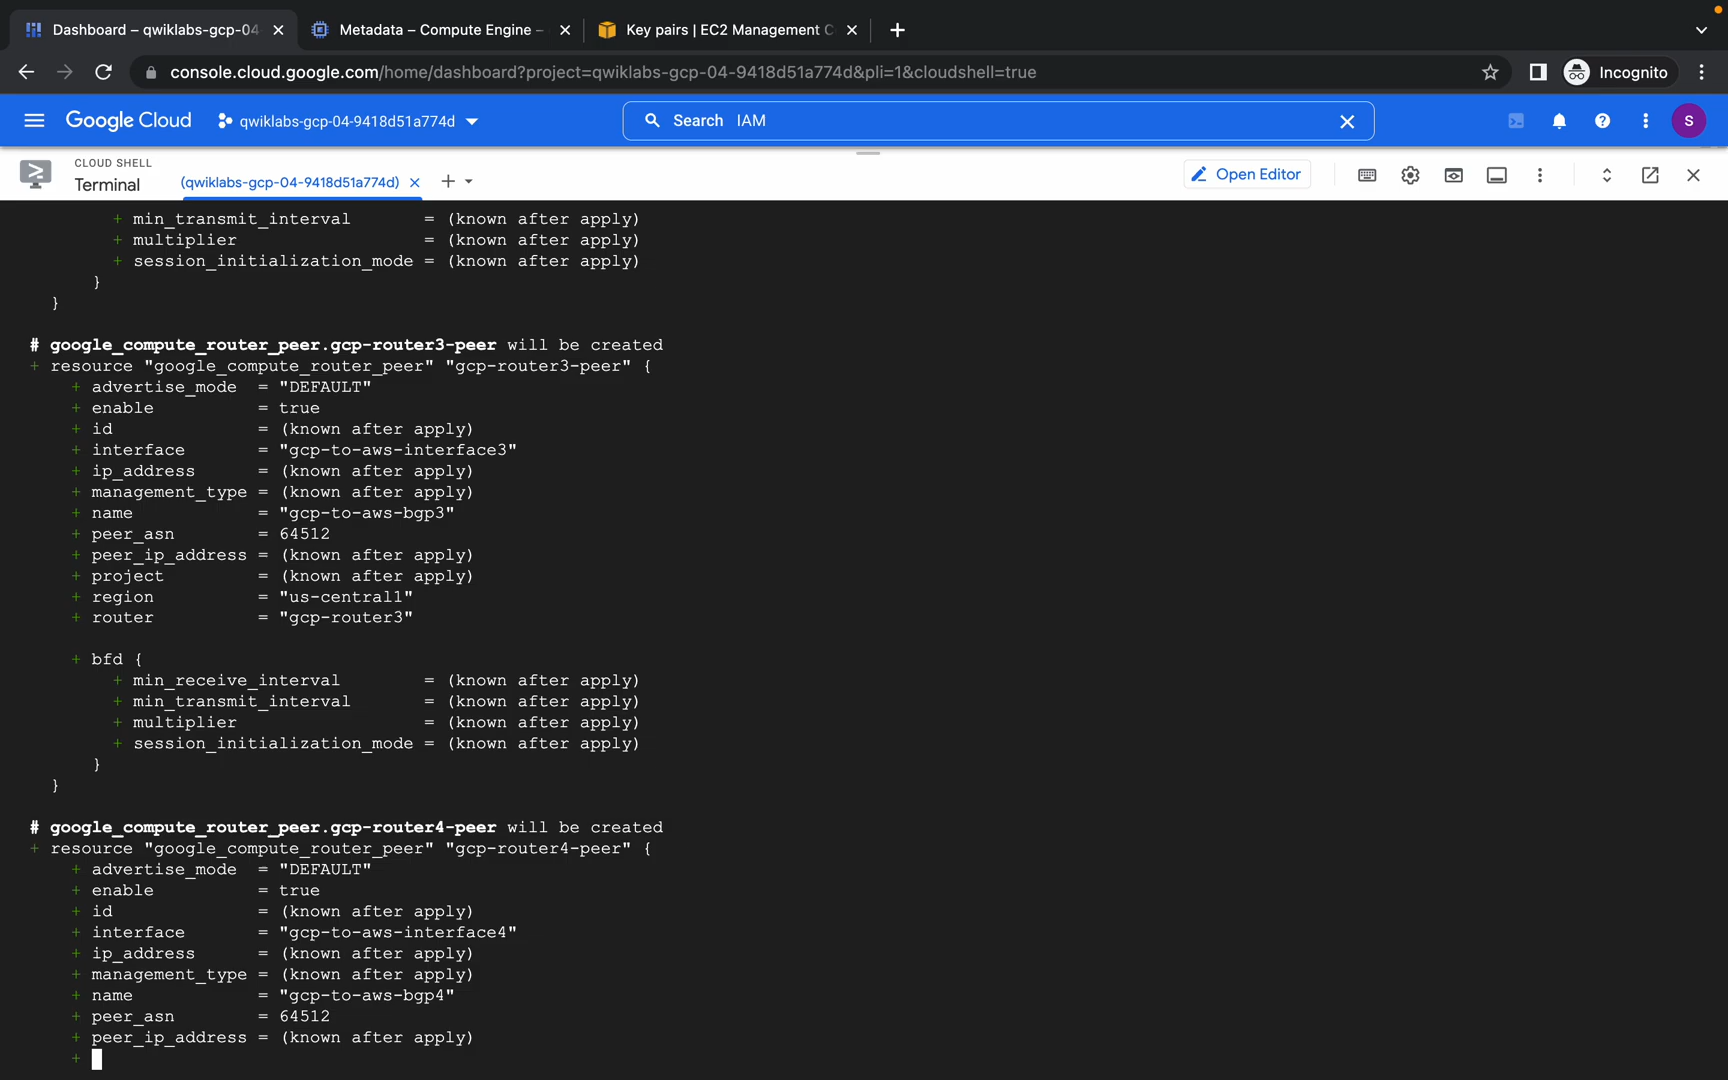 Dashboard – qwiklabs-gcp-04
Metadata – Compute Engine –
Key pairs | EC2 Management C
console.cloud.google.com/home/dashboard?project=qwiklabs-gcp-04-9418d51a774d&pli=1&cloudshell=true
Incognito
Google Cloud
qwiklabs-gcp-04-9418d51a774d
Search IAM
S
CLOUD SHELL
Terminal
(qwiklabs-gcp-04-9418d51a774d)
Open Editor
+ min_transmit_interval = (known after apply)
+ multiplier = (known after apply)
+ session_initialization_mode = (known after apply)
}
}
# google_compute_router_peer.gcp-router3-peer will be created
+ resource "google_compute_router_peer" "gcp-router3-peer" {
+ advertise_mode = "DEFAULT"
+ enable = true
+ id = (known after apply)
+ interface = "gcp-to-aws-interface3"
+ ip_address = (known after apply)
+ management_type = (known after apply)
+ name = "gcp-to-aws-bgp3"
+ peer_asn = 64512
+ peer_ip_address = (known after apply)
+ project = (known after apply)
+ region = "us-central1"
+ router = "gcp-router3"
+ bfd {
+ min_receive_interval = (known after apply)
+ min_transmit_interval = (known after apply)
+ multiplier = (known after apply)
+ session_initialization_mode = (known after apply)
}
}
# google_compute_router_peer.gcp-router4-peer will be created
+ resource "google_compute_router_peer" "gcp-router4-peer" {
+ advertise_mode = "DEFAULT"
+ enable = true
+ id = (known after apply)
+ interface = "gcp-to-aws-interface4"
+ ip_address = (known after apply)
+ management_type = (known after apply)
+ name = "gcp-to-aws-bgp4"
+ peer_asn = 64512
+ peer_ip_address = (known after apply)
+